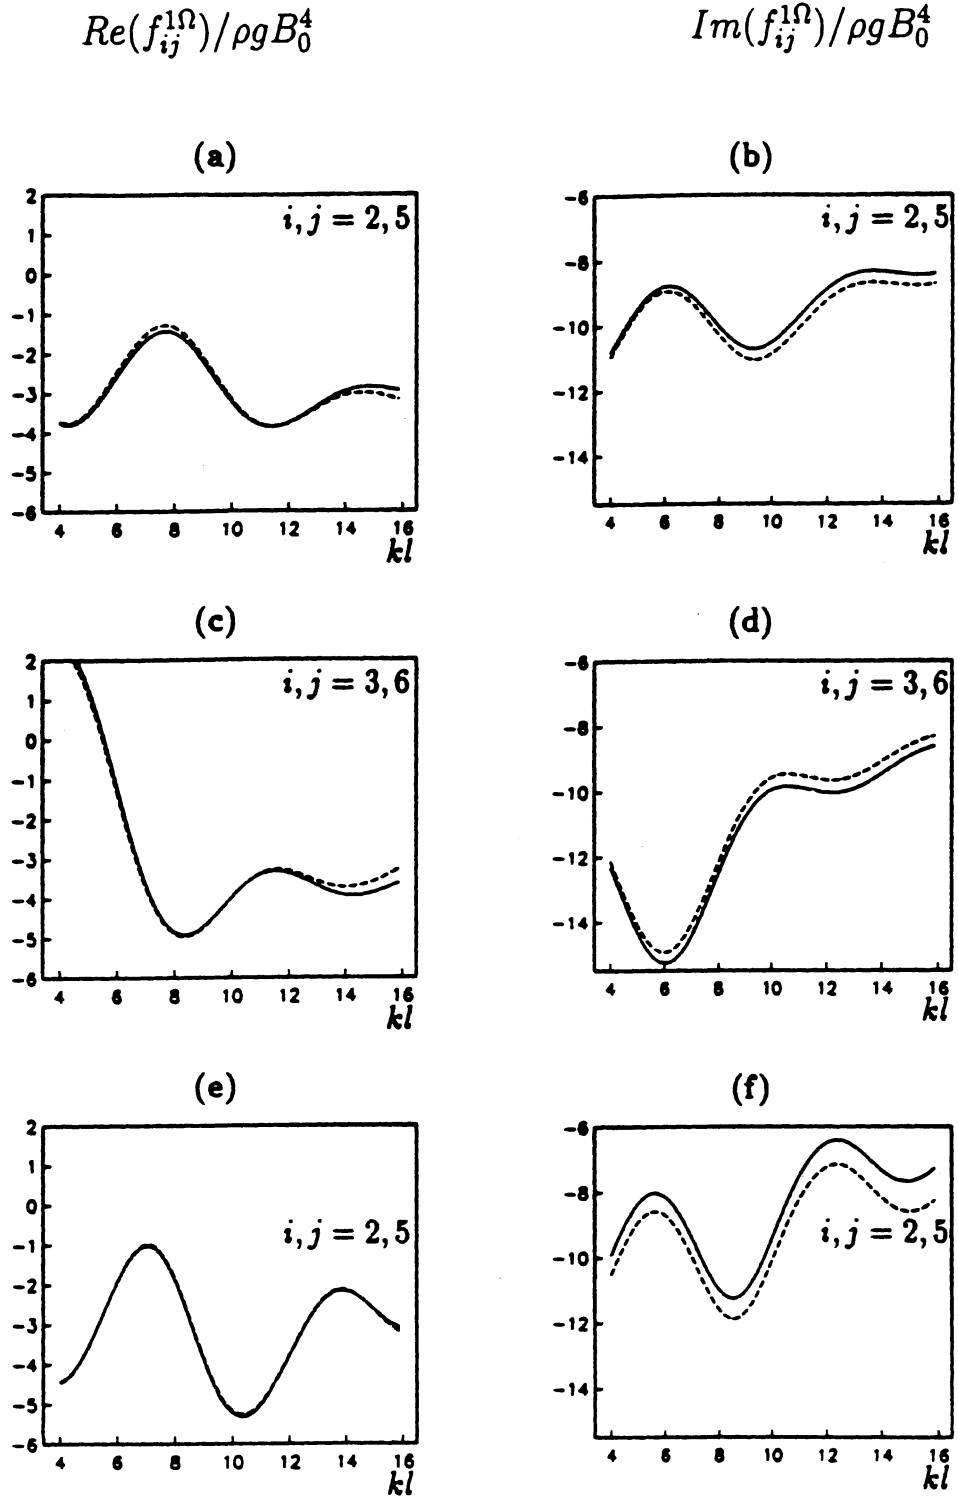 Re(f_{ij}^{1Ω})/ρgB_0^4 Im(f_{ij}^{1Ω})/ρgB_0^4
(a) (b)
i, j = 2, 5 i, j = 2, 5
2
1
0
−1
−2
−3
−4
−5
−6
4 6 8 10 12 14 16
kl
−6
−8
−10
−12
−14
4 6 8 10 12 14 16
kl
(c) (d)
i, j = 3, 6 i, j = 3, 6
2
1
0
−1
−2
−3
−4
−5
−6
4 6 8 10 12 14 16
kl
−6
−8
−10
−12
−14
4 6 8 10 12 14 16
kl
(e) (f)
i, j = 2, 5 i, j = 2, 5
2
1
0
−1
−2
−3
−4
−5
−6
4 6 8 10 12 14 16
kl
−6
−8
−10
−12
−14
4 6 8 10 12 14 16
kl